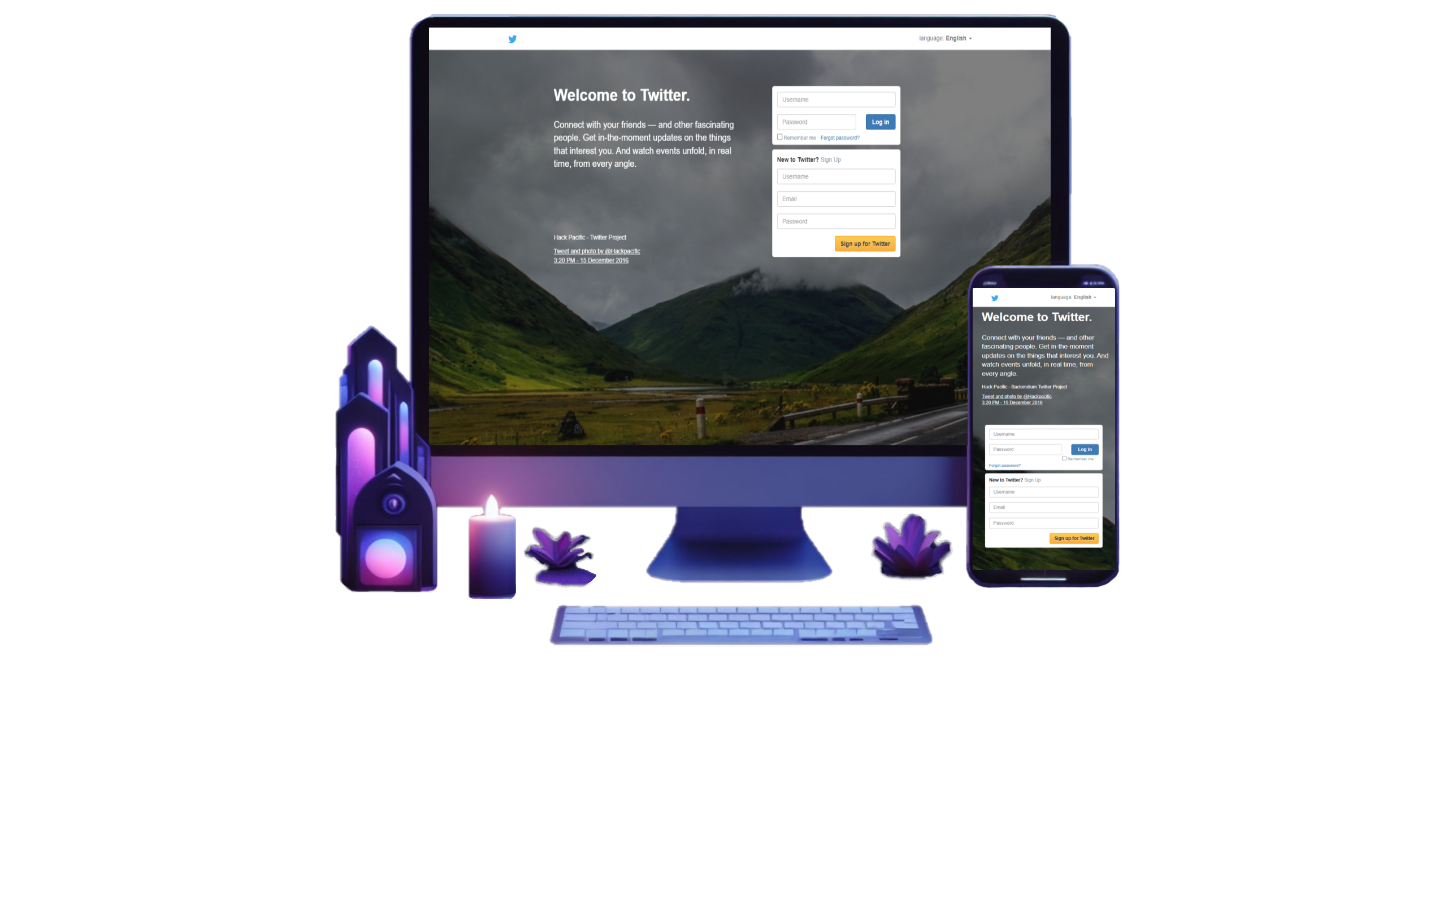 language: English
Welcome to Twitter.
Connect with your friends — and other fascinating
people. Get in-the-moment updates on the things
that interest you. And watch events unfold, in real
time, from every angle.
Hack Pacific - Twitter Project
Tweet and photo by @Hackpacific
3:20 PM - 15 December 2016
Username
Password
Log in
Remember me Forgot password?
New to Twitter? Sign Up
Username
Email
Password
Sign up for Twitter
language: English
Welcome to Twitter.
Connect with your friends — and other
fascinating people. Get in-the-moment
updates on the things that interest you. And
watch events unfold, in real time, from
every angle.
Hack Pacific - Twitter Project
Tweet and photo by @Hackpacific
3:20 PM - 15 December 2016
Username
Password
Log in
Remember me
Forgot password?
New to Twitter? Sign Up
Username
Email
Password
Sign up for Twitter